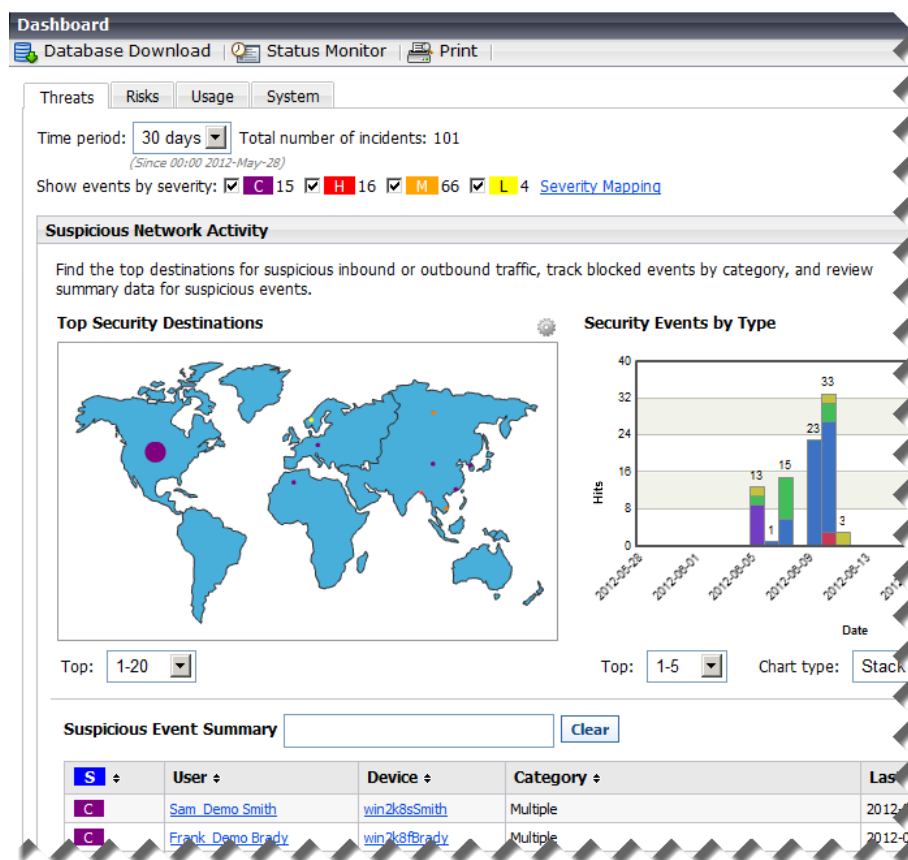 Dashboard
Database Download | Status Monitor | Print |
Threats Risks Usage System
Time period: 30 days Total number of incidents: 101
(Since 00:00 2012-May-28)
Show events by severity: C 15 H 16 M 66 L 4 Severity Mapping
Suspicious Network Activity
Find the top destinations for suspicious inbound or outbound traffic, track blocked events by category, and review
summary data for suspicious events.
Top Security Destinations
Security Events by Type
40
32
24
16
8
0
Hits
13
1
15
23
33
3
2012-05-28
2012-06-01
2012-06-05
2012-06-09
2012-06-13
Date
Top: 1-20
Top: 1-5 Chart type: Stack
Suspicious Event Summary Clear
S User Device Category Las
C Sam_Demo Smith win2k8sSmith Multiple 2012-
C Frank_Demo Brady win2k8fBrady Multiple 2012-0